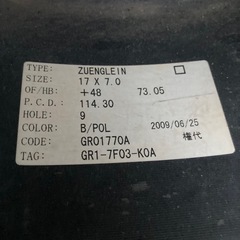 TYPE: ZUENGLEIN □
SIZE: 17 X 7.0
OF/HB: +48 73.05
P.C.D.: 114.30
HOLE: 9
COLOR: B/POL 2009/06/25
CODE: GR01770A 権代
TAG: GR1-7F03-K0A